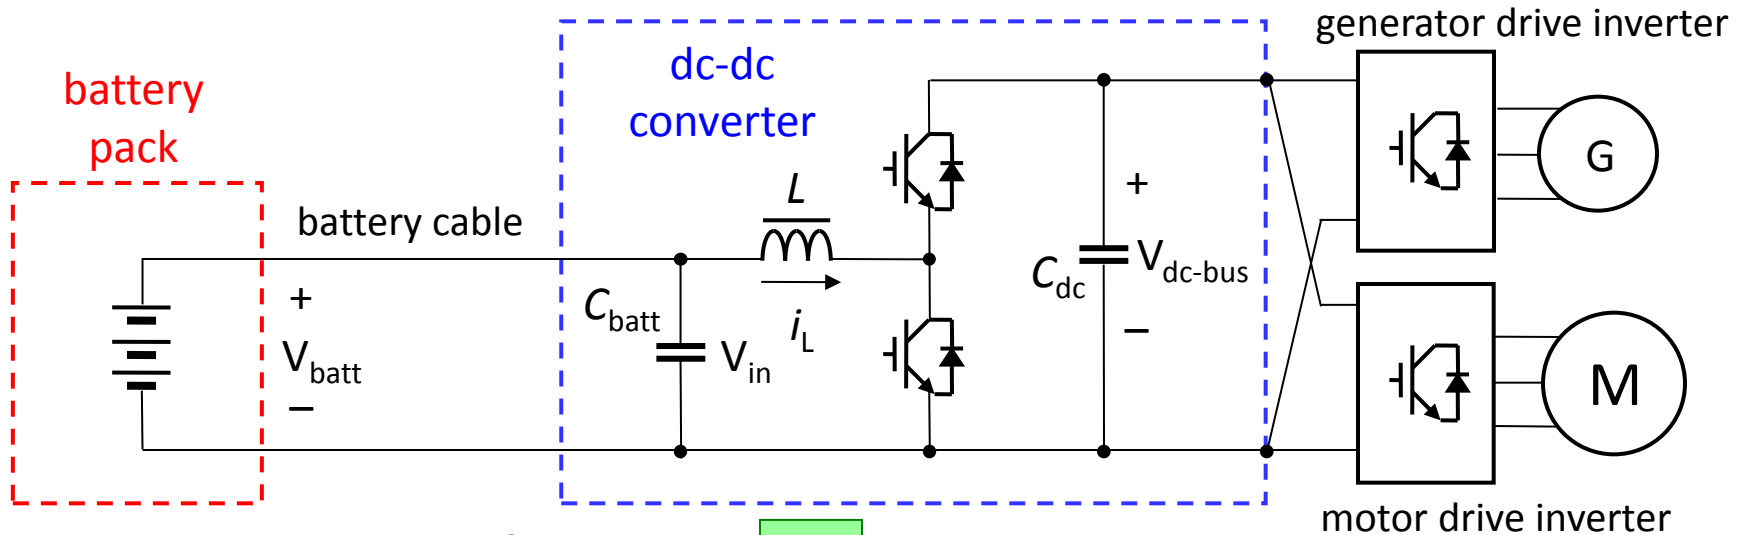 generator drive inverter
battery
pack
dc-dc
converter
battery cable
L
iL
+
Vbatt
–
Cbatt
Vin
+
Cdc
Vdc-bus
–
G
M
motor drive inverter